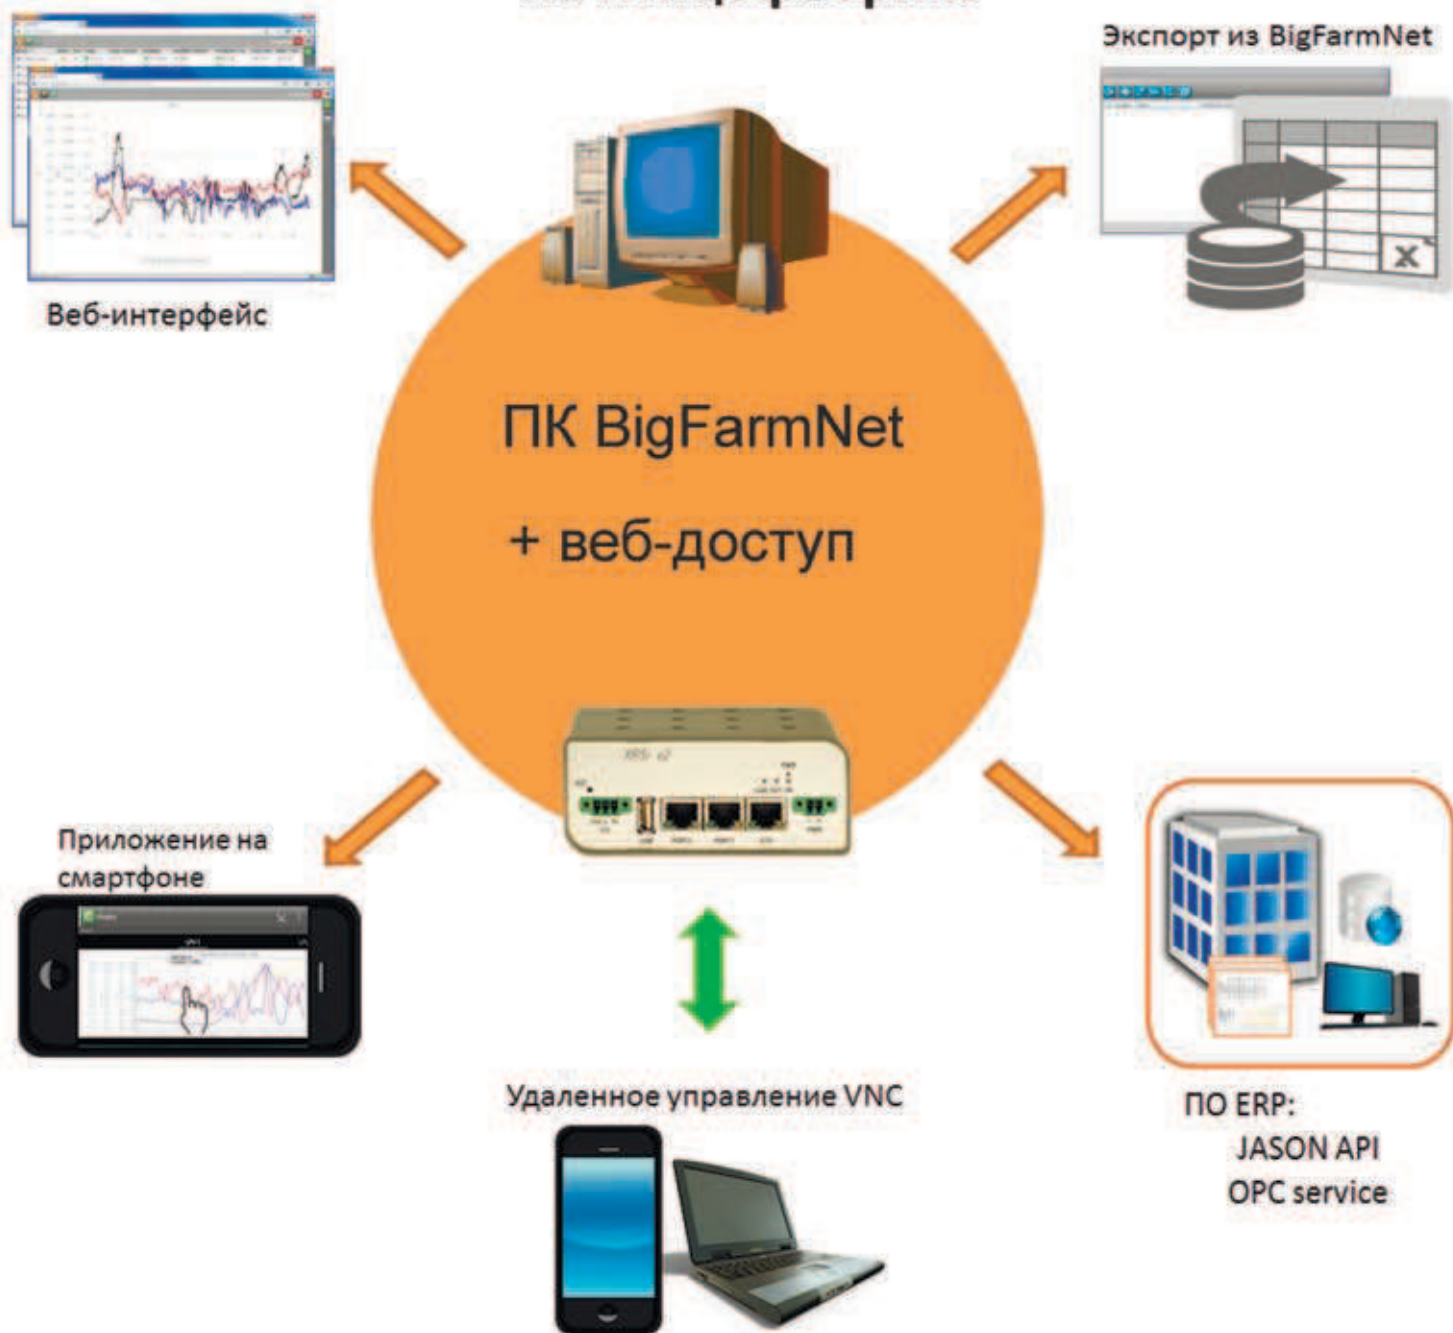 Экспорт из BigFarmNet
Веб-интерфейс
ПК BigFarmNet
+ веб-доступ
Приложение на
смартфоне
Удаленное управление VNC
ПО ERP:
JASON API
OPC service